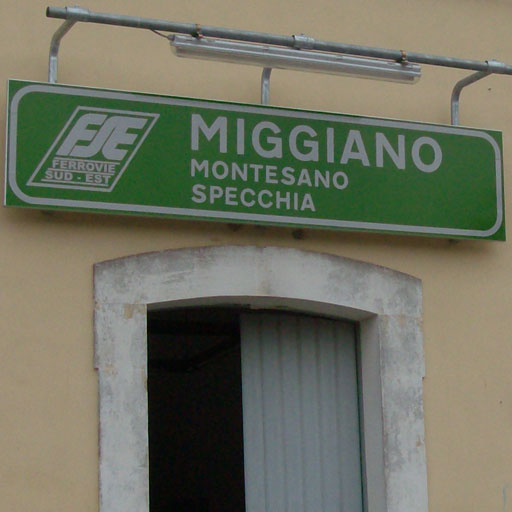 FSE
FERROVIE
SUD - EST
MIGGIANO
MONTESANO
SPECCHIA